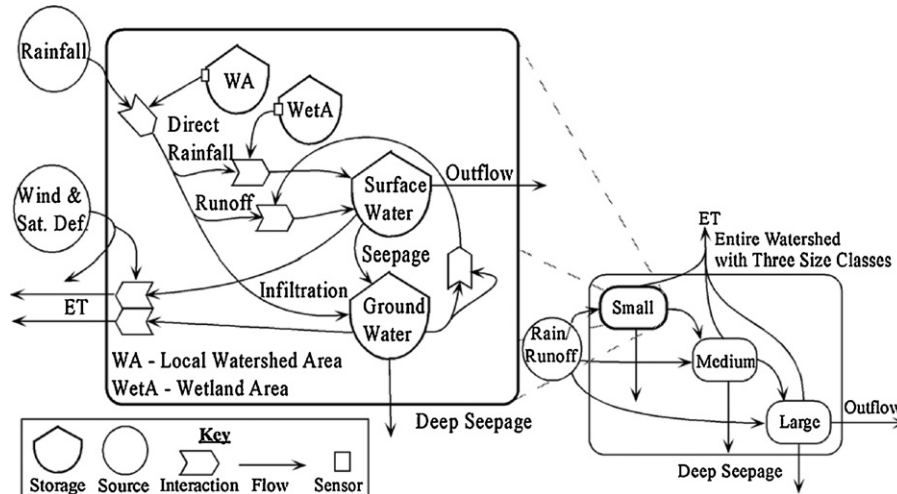 Rainfall
WA
WetA
Direct
Rainfall
Runoff
Surface
Water
Outflow
Wind &
Sat. Def.
Seepage
ET
Infiltration
Ground
Water
WA - Local Watershed Area
WetA - Wetland Area
Deep Seepage
ET
Entire Watershed
with Three Size Classes
Small
Rain/
Runoff
Medium
Large
Outflow
Deep Seepage
Key
Storage Source Interaction Flow Sensor